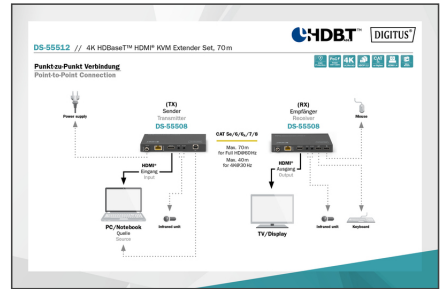 HDBT™
DIGITUS®
DS-55512 // 4K HDBaseT™ HDMI® KVM Extender Set, 70 m
Punkt-zu-Punkt Verbindung
Point-to-Point Connection
4K
(TX)
Sender
Transmitter
DS-55508
Power supply
CAT 5e/6/6A/7/8
Max. 70m
for Full HD@60Hz
Max. 40m
for 4K@30Hz
(RX)
Empfänger
Receiver
DS-55508
Mouse
HDMI®
Eingang
Input
HDMI®
Ausgang
Output
PC/Notebook
Quelle
Source
Infrared unit
TV/Display
Infrared unit
Keyboard